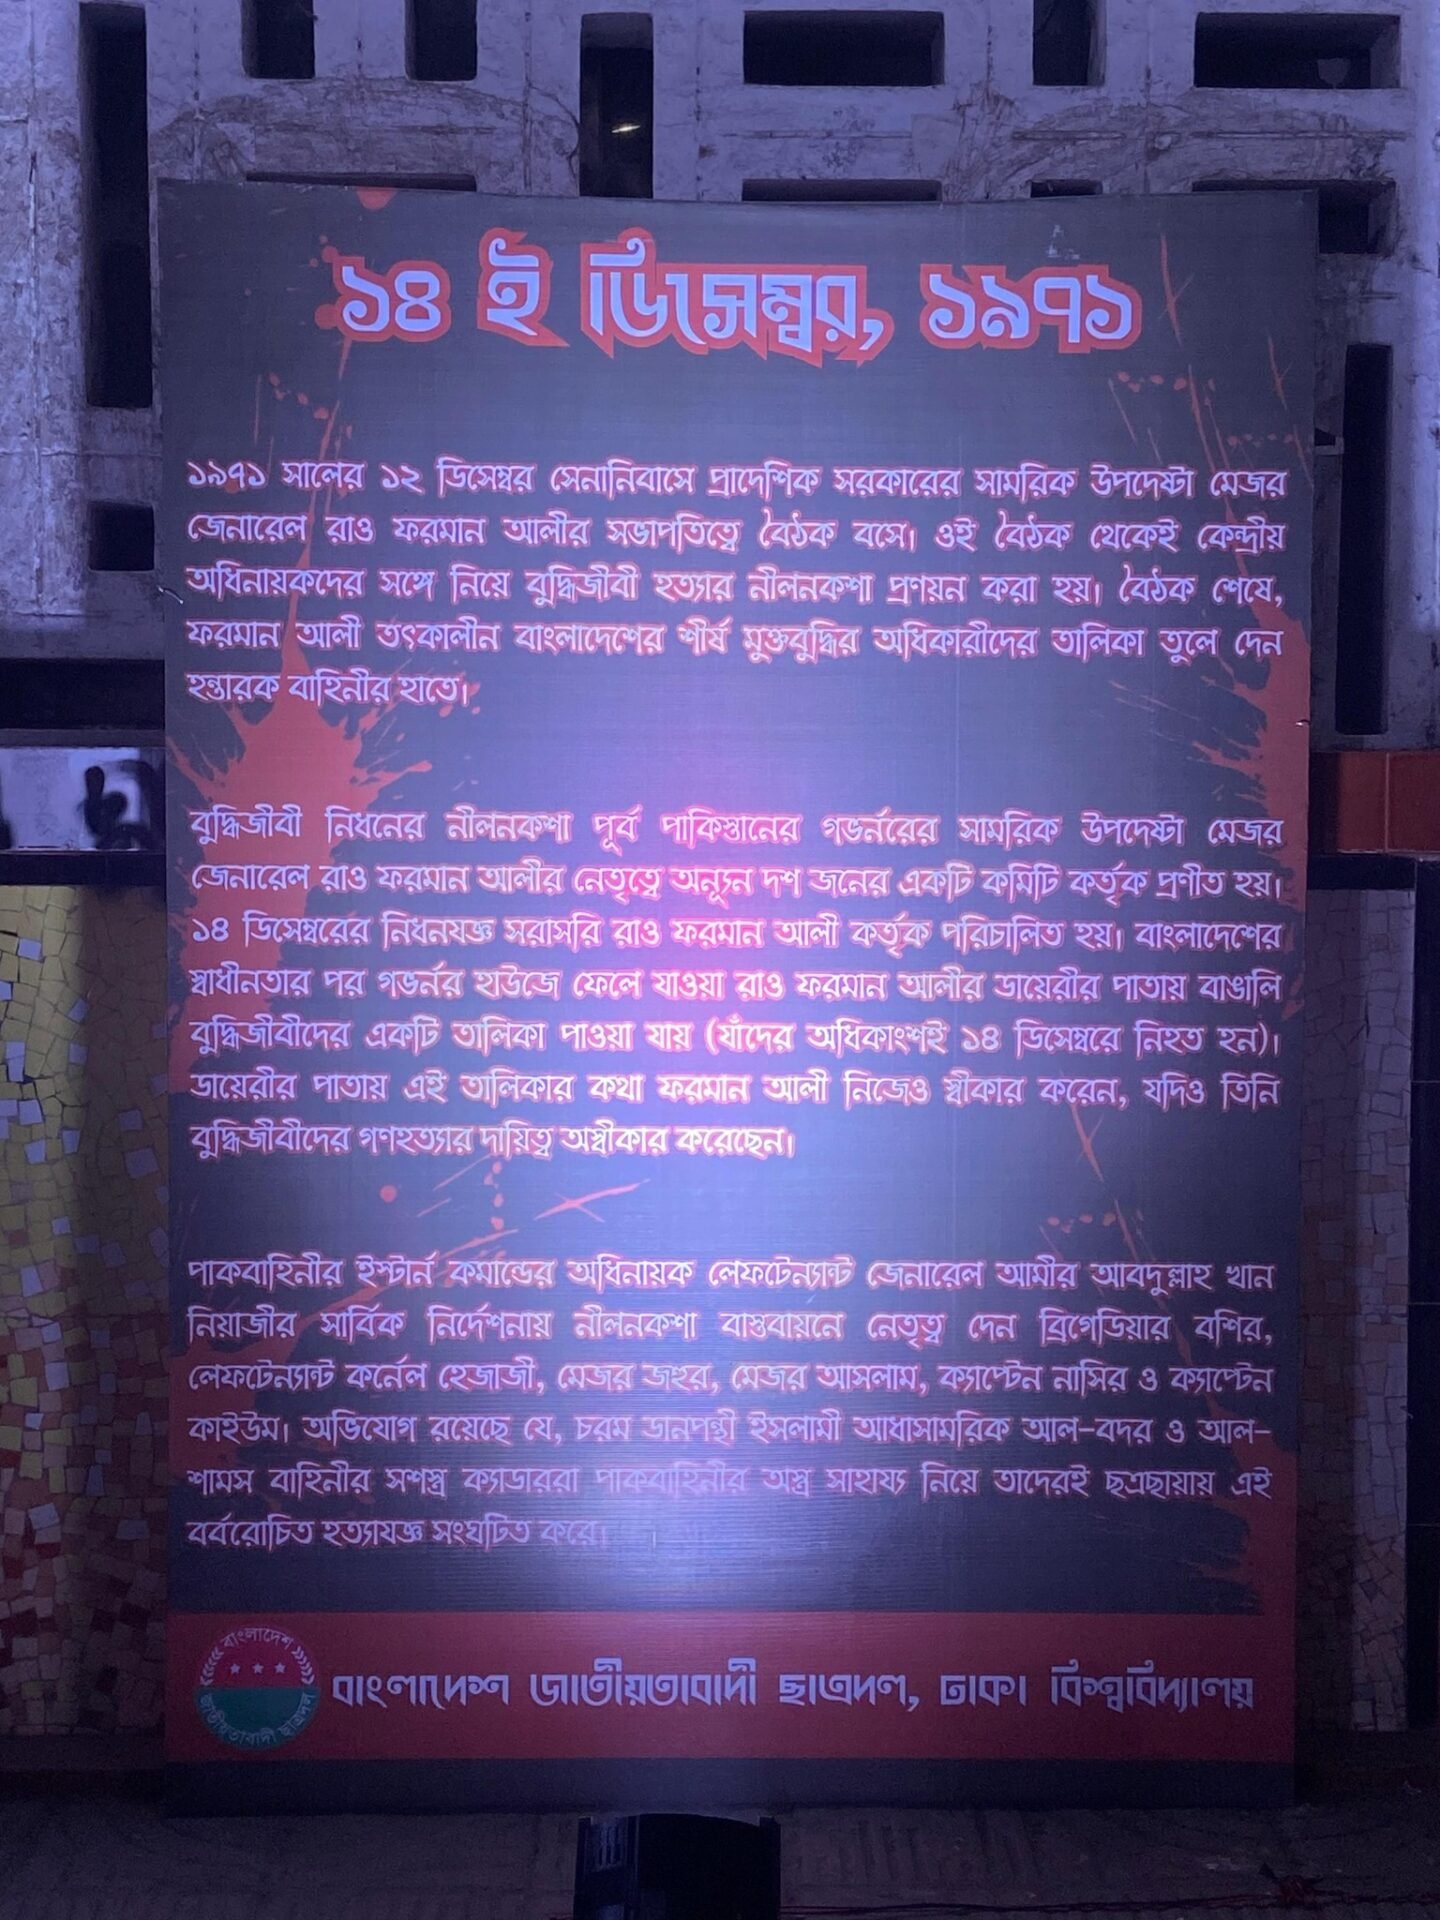 ১৪ ই ডিসেম্বর, ১৯৭১
১৯৭১ সালের ১২ ডিসেম্বর সেনানিবাসে প্রাদেশিক সরকারের সামরিক উপদেষ্টা মেজর
জেনারেল রাও ফরমান আলীর সভাপতিত্বে বৈঠক বসে। ওই বৈঠক থেকেই কেন্দ্রীয়
অধিনায়কদের সঙ্গে নিয়ে বুদ্ধিজীবী হত্যার নীলনকশা প্রণয়ন করা হয়। বৈঠক শেষে,
ফরমান আলী তৎকালীন বাংলাদেশের শীর্ষ মুক্তবুদ্ধির অধিকারীদের তালিকা তুলে দেন
হন্তারক বাহিনীর হাতে।
বুদ্ধিজীবী নিধনের নীলনকশা পূর্ব পাকিস্তানের গভর্নরের সামরিক উপদেষ্টা মেজর
জেনারেল রাও ফরমান আলীর নেতৃত্বে অন্যূন দশ জনের একটি কমিটি কর্তৃক প্রণীত হয়।
১৪ ডিসেম্বরের নিধনযজ্ঞ সরাসরি রাও ফরমান আলী কর্তৃক পরিচালিত হয়। বাংলাদেশের
স্বাধীনতার পর গভর্নর হাউজে ফেলে যাওয়া রাও ফরমান আলীর ডায়েরীর পাতায় বাঙালি
বুদ্ধিজীবীদের একটি তালিকা পাওয়া যায় (যাঁদের অধিকাংশই ১৪ ডিসেম্বরে নিহত হন)।
ডায়েরীর পাতায় এই তালিকার কথা ফরমান আলী নিজেও স্বীকার করেন, যদিও তিনি
বুদ্ধিজীবীদের গণহত্যার দায়িত্ব অস্বীকার করেছেন।
পাকবাহিনীর ইস্টার্ন কমান্ডের অধিনায়ক লেফটেন্যান্ট জেনারেল আমীর আবদুল্লাহ খান
নিয়াজীর সার্বিক নির্দেশনায় নীলনকশা বাস্তবায়নে নেতৃত্ব দেন ব্রিগেডিয়ার বশির,
লেফটেন্যান্ট কর্নেল হেজাজী, মেজর জহুর, মেজর আসলাম, ক্যাপ্টেন নাসির ও ক্যাপ্টেন
কাইউম। অভিযোগ রয়েছে যে, চরম ডানপন্থী ইসলামী আধাসামরিক আল-বদর ও আল-
শামস বাহিনীর সশস্ত্র ক্যাডাররা পাকবাহিনীর অস্ত্র সাহায্য নিয়ে তাদেরই ছত্রছায়ায় এই
বর্বরোচিত হত্যাযজ্ঞ সংঘটিত করে।
বাংলাদেশ
জাতীয়তাবাদী ছাত্রদল
বাংলাদেশ জাতীয়তাবাদী ছাত্রদল, ঢাকা বিশ্ববিদ্যালয়